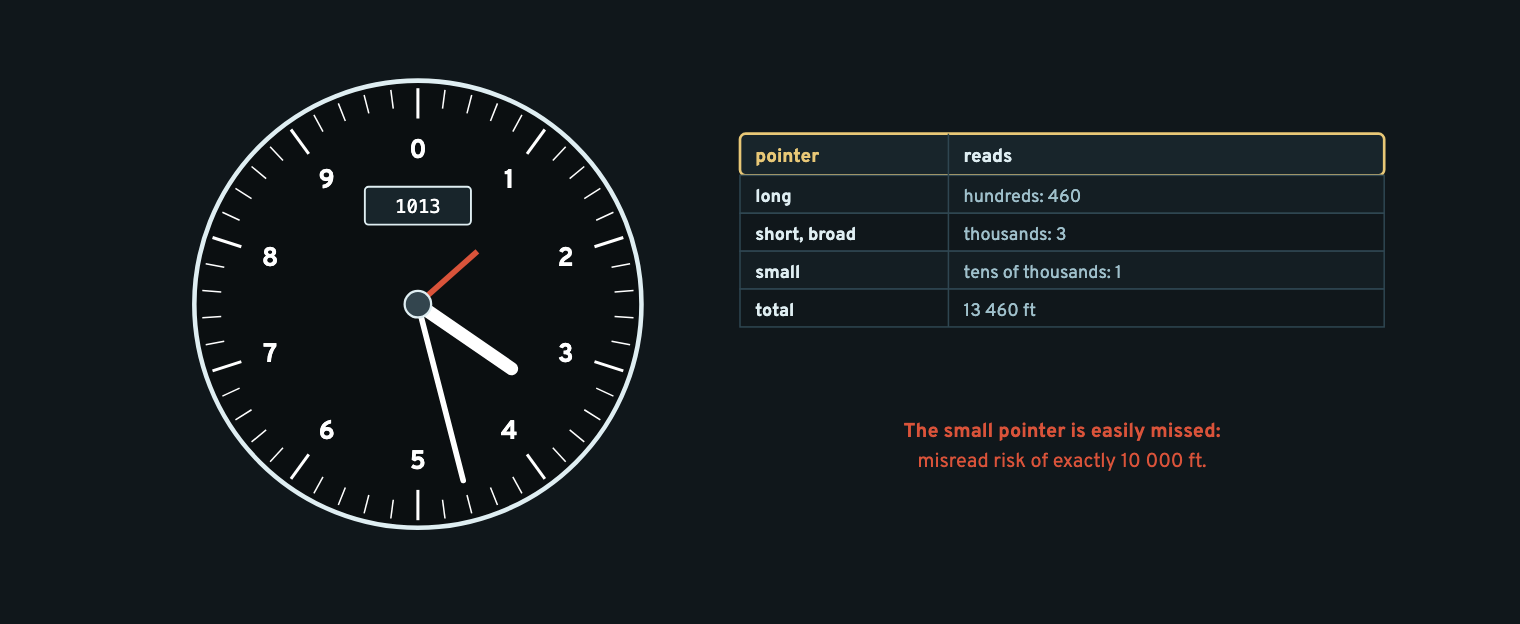 0
9 1
1013
8 2
7 3
6 4
5
pointer reads
long hundreds: 460
short, broad thousands: 3
small tens of thousands: 1
total 13 460 ft
The small pointer is easily missed:
misread risk of exactly 10 000 ft.